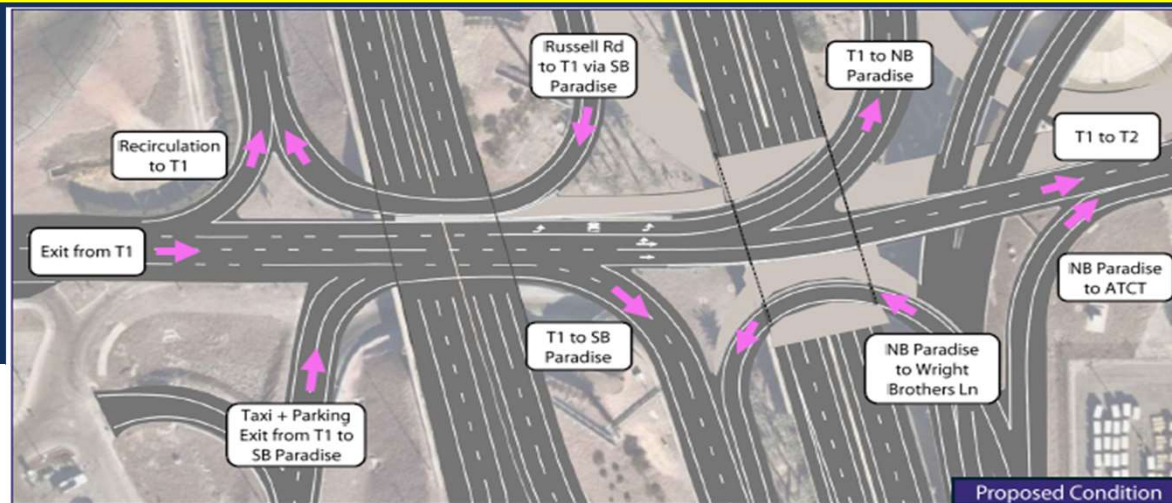 Russell Rd
to T1 via SB
Paradise
T1 to NB
Paradise
Recirculation
to T1
T1 to T2
Exit from T1
NB Paradise
to ATCT
T1 to SB
Paradise
NB Paradise
to Wright
Brothers Ln
Taxi + Parking
Exit from T1 to
SB Paradise
Proposed Condition